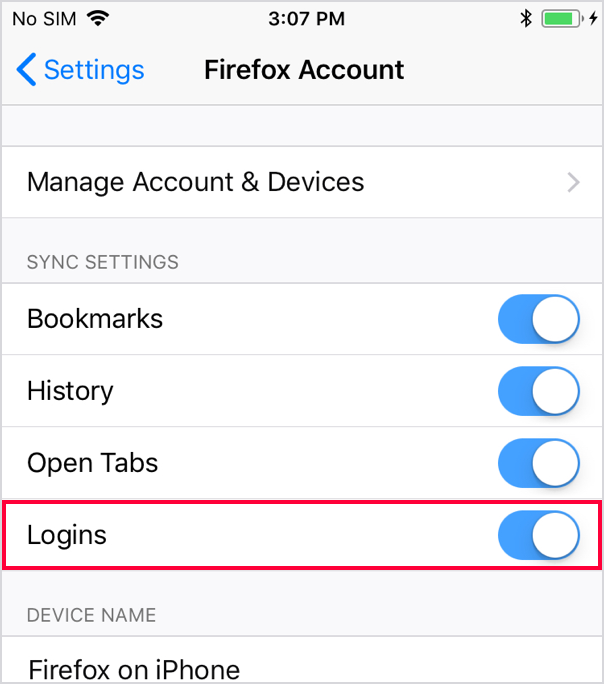 No SIM 3:07 PM
Settings Firefox Account
Manage Account & Devices
SYNC SETTINGS
Bookmarks
History
Open Tabs
Logins
DEVICE NAME
Firefox on iPhone